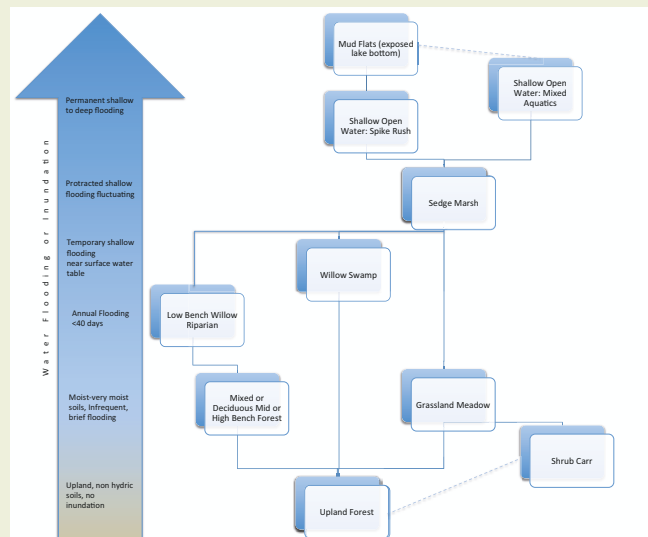 Water Flooding or Inundation
Permanent shallow
to deep flooding
Protracted shallow
flooding fluctuating
Temporary shallow
flooding
near surface water
table
Annual Flooding
<40 days
Moist-very moist
soils, Infrequent,
brief flooding
Upland, non hydric
soils, no
inundation
Mud Flats (exposed
lake bottom)
Shallow Open
Water: Mixed
Aquatics
Shallow Open
Water: Spike Rush
Sedge Marsh
Willow Swamp
Low Bench Willow
Riparian
Mixed or
Deciduous Mid or
High Bench Forest
Grassland Meadow
Shrub Carr
Upland Forest